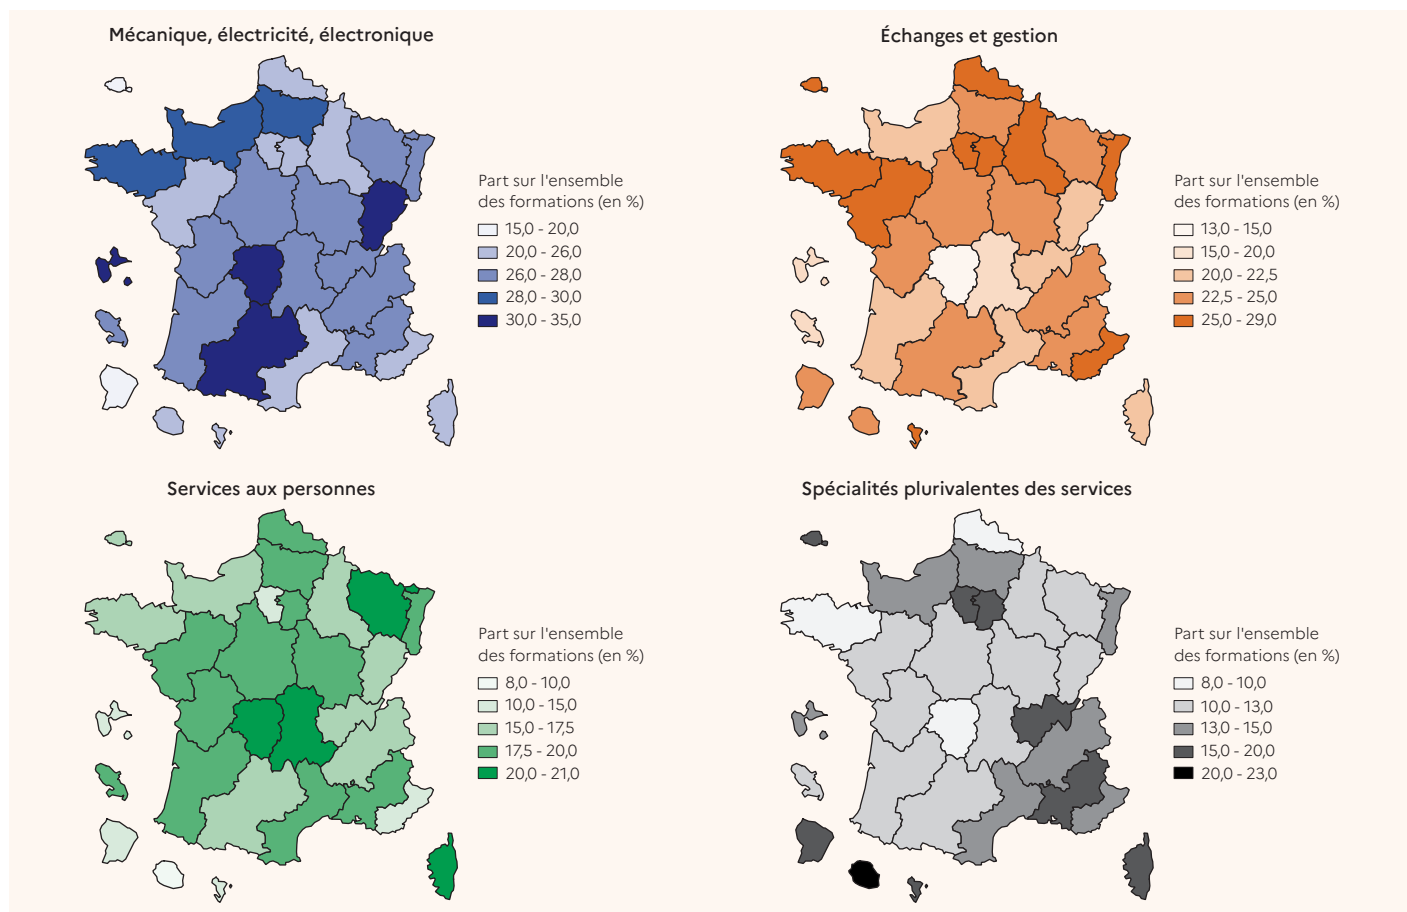 Mécanique, électricité, électronique
Part sur l'ensemble
des formations (en %)
15,0 - 20,0
20,0 - 26,0
26,0 - 28,0
28,0 - 30,0
30,0 - 35,0
Échanges et gestion
Part sur l'ensemble
des formations (en %)
13,0 - 15,0
15,0 - 20,0
20,0 - 22,5
22,5 - 25,0
25,0 - 29,0
Services aux personnes
Part sur l'ensemble
des formations (en %)
8,0 - 10,0
10,0 - 15,0
15,0 - 17,5
17,5 - 20,0
20,0 - 21,0
Spécialités plurivalentes des services
Part sur l'ensemble
des formations (en %)
8,0 - 10,0
10,0 - 13,0
13,0 - 15,0
15,0 - 20,0
20,0 - 23,0